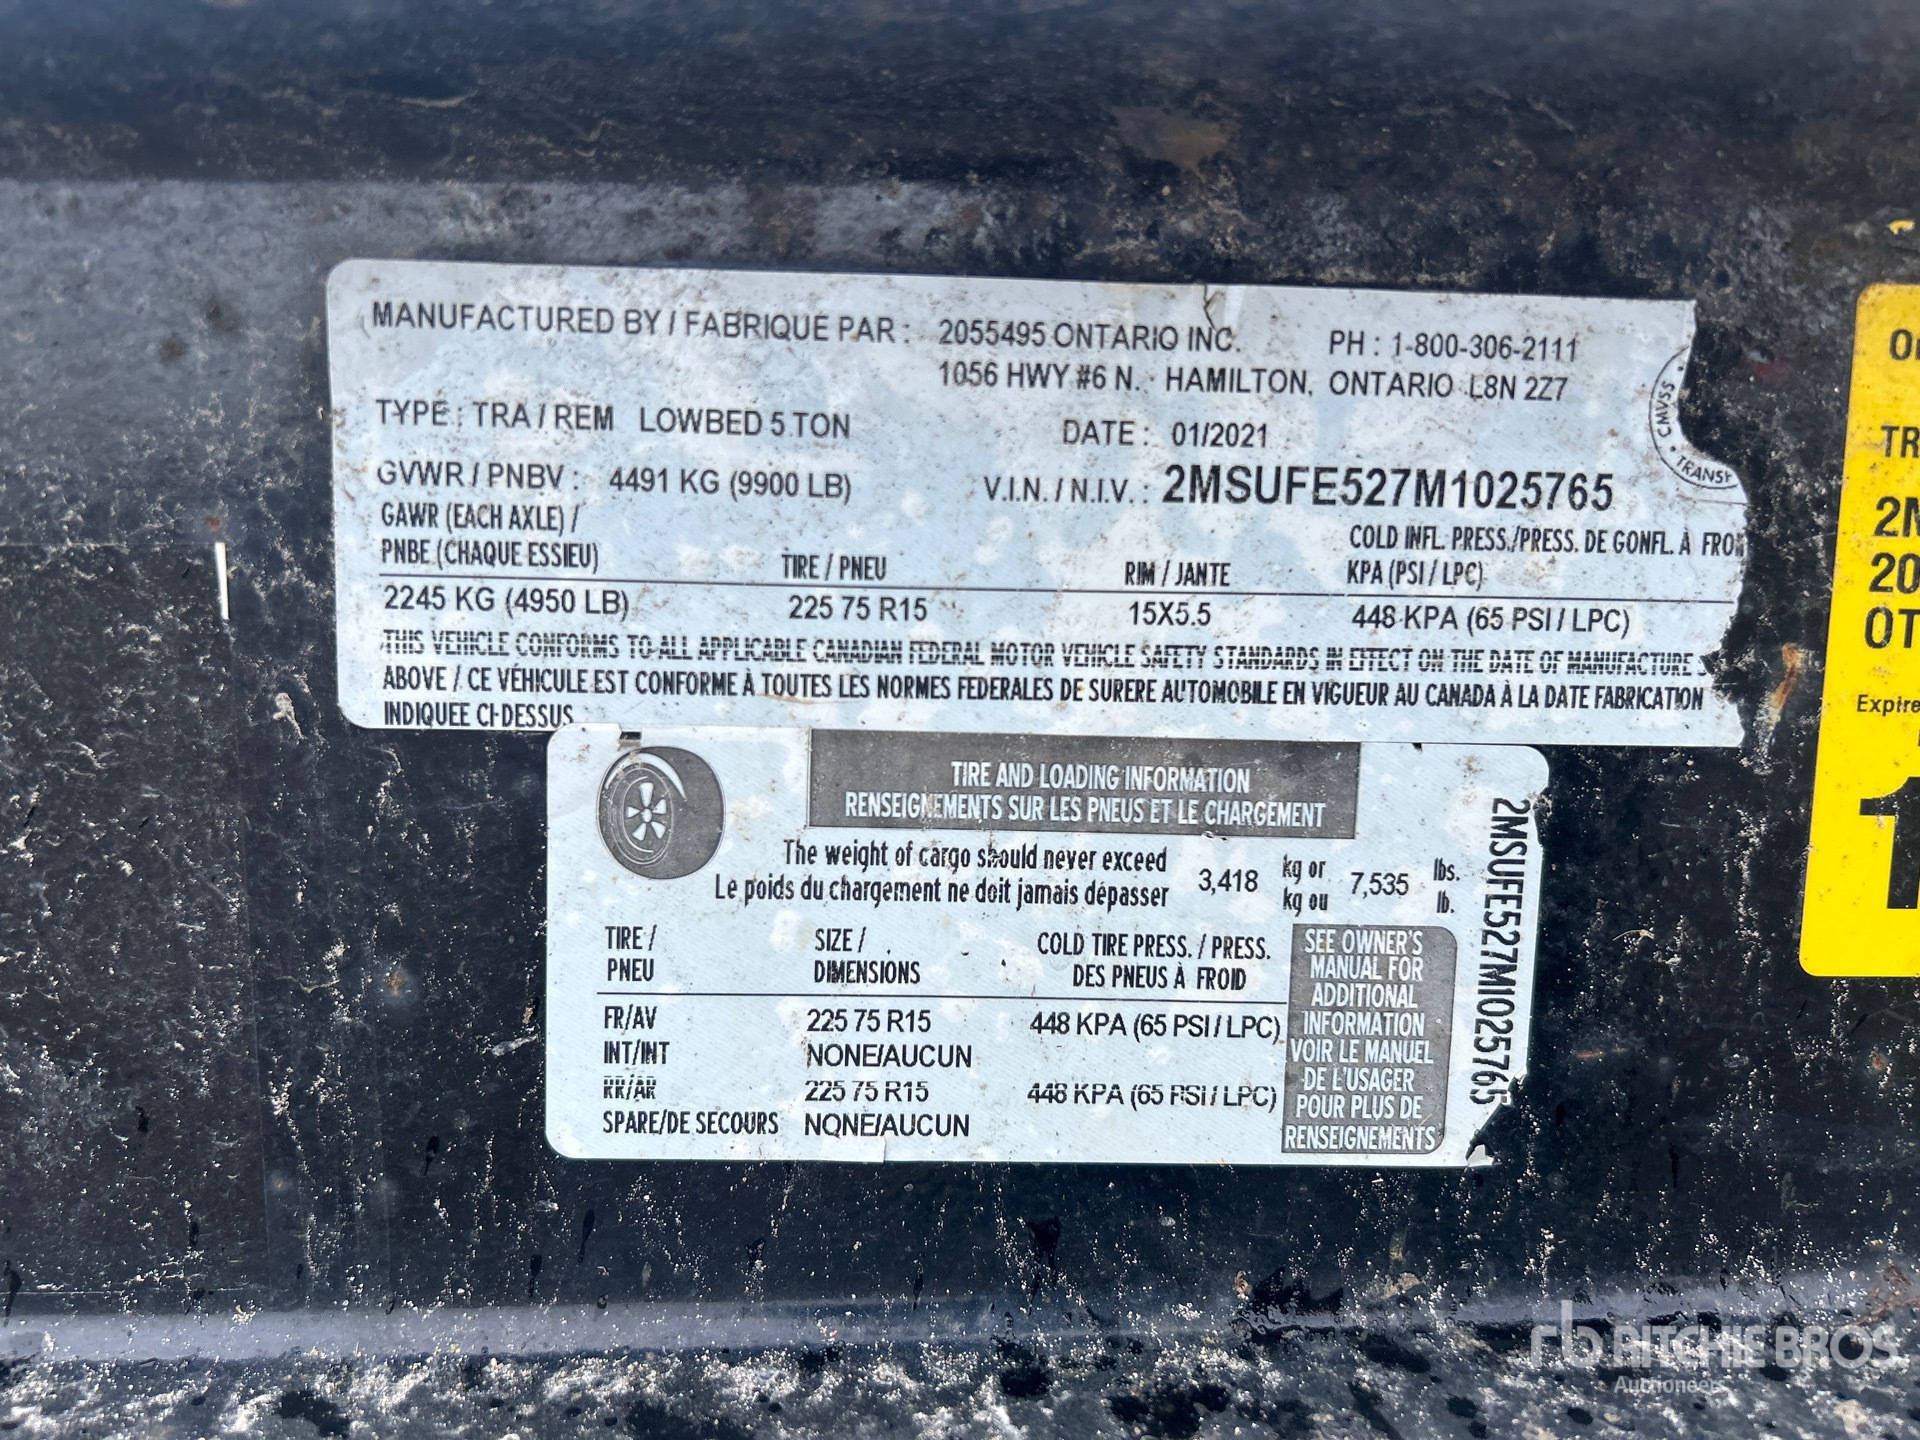 MANUFACTURED BY / FABRIQUE PAR : 2055495 ONTARIO INC. PH : 1-800-306-2111
1056 HWY #6 N. HAMILTON, ONTARIO L8N 2Z7
TYPE : TRA / REM LOWBED 5 TON DATE : 01/2021
GVWR / PNBV : 4491 KG (9900 LB) V.I.N. / N.I.V. : 2MSUFE527M1025765
GAWR (EACH AXLE) /
PNBE (CHAQUE ESSIEU) TIRE / PNEU RIM / JANTE COLD INFL. PRESS./PRESS. DE GONFL. À FROI
KPA (PSI / LPC)
2245 KG (4950 LB) 225 75 R15 15X5.5 448 KPA (65 PSI / LPC)
THIS VEHICLE CONFORMS TO ALL APPLICABLE CANADIAN FEDERAL MOTOR VEHICLE SAFETY STANDARDS IN EFFECT ON THE DATE OF MANUFACTURE
ABOVE / CE VÉHICULE EST CONFORME À TOUTES LES NORMES FEDERALES DE SURERE AUTOMOBILE EN VIGUEUR AU CANADA À LA DATE FABRICATION
INDIQUEE CI-DESSUS
CMVSS
TRANSP
TIRE AND LOADING INFORMATION
RENSEIGNEMENTS SUR LES PNEUS ET LE CHARGEMENT
The weight of cargo should never exceed 3,418 kg or 7,535 lbs.
Le poids du chargement ne doit jamais dépasser kg ou lb.
TIRE / SIZE / COLD TIRE PRESS. / PRESS.
PNEU DIMENSIONS DES PNEUS À FROID
FR/AV 225 75 R15 448 KPA (65 PSI / LPC)
INT/INT NONE/AUCUN
RR/AR 225 75 R15 448 KPA (65 PSI / LPC)
SPARE/DE SECOURS NONE/AUCUN
SEE OWNER'S
MANUAL FOR
ADDITIONAL
INFORMATION
VOIR LE MANUEL
DE L'USAGER
POUR PLUS DE
RENSEIGNEMENTS
2MSUFE527M1025765
TR
20
OT
Expire
1
rb RITCHIE BROS.
Auctioneers